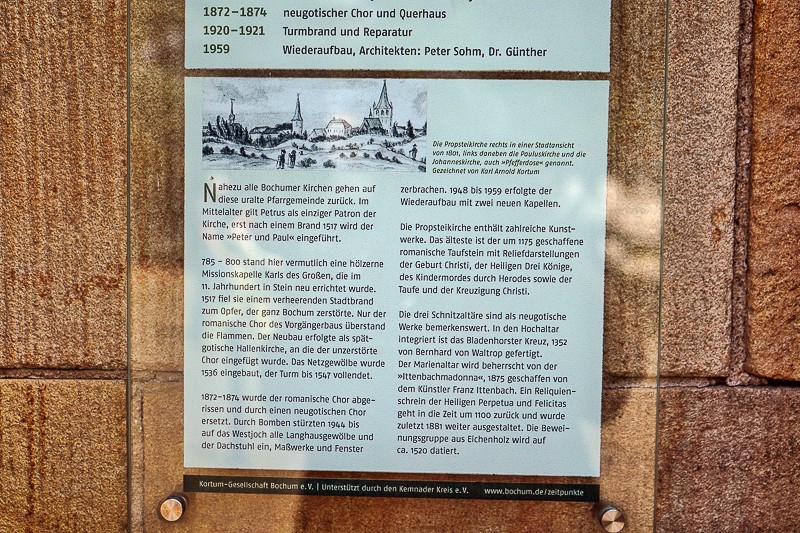 1872–1874 neugotischer Chor und Querhaus
1920–1921 Turmbrand und Reparatur
1959 Wiederaufbau, Architekten: Peter Sohm, Dr. Günther
Die Propsteikirche rechts in einer Stadtansicht
von 1801, links daneben die Pauluskirche und die
Johanneskirche, auch »Pfefferdose« genannt.
Gezeichnet von Karl Arnold Kortum
Nahezu alle Bochumer Kirchen gehen auf
diese uralte Pfarrgemeinde zurück. Im
Mittelalter gilt Petrus als einziger Patron der
Kirche, erst nach einem Brand 1517 wird der
Name »Peter und Paul« eingeführt.
785 – 800 stand hier vermutlich eine hölzerne
Missionskapelle Karls des Großen, die im
11. Jahrhundert in Stein neu errichtet wurde.
1517 fiel sie einem verheerenden Stadtbrand
zum Opfer, der ganz Bochum zerstörte. Nur der
romanische Chor des Vorgängerbaus überstand
die Flammen. Der Neubau erfolgte als spät-
gotische Hallenkirche, an die der unzerstörte
Chor eingefügt wurde. Das Netzgewölbe wurde
1536 eingebaut, der Turm bis 1547 vollendet.
1872–1874 wurde der romanische Chor abge-
rissen und durch einen neugotischen Chor
ersetzt. Durch Bomben stürzten 1944 bis
auf das Westjoch alle Langhausgewölbe und
der Dachstuhl ein, Maßwerke und Fenster
zerbrachen. 1948 bis 1959 erfolgte der
Wiederaufbau mit zwei neuen Kapellen.
Die Propsteikirche enthält zahlreiche Kunst-
werke. Das älteste ist der um 1175 geschaffene
romanische Taufstein mit Reliefdarstellungen
der Geburt Christi, der Heiligen Drei Könige,
des Kindermordes durch Herodes sowie der
Taufe und der Kreuzigung Christi.
Die drei Schnitzaltäre sind als neugotische
Werke bemerkenswert. In den Hochaltar
integriert ist das Bladenhorster Kreuz, 1352
von Bernhard von Waltrop gefertigt.
Der Marienaltar wird beherrscht von der
»Ittenbachmadonna«, 1875 geschaffen von
dem Künstler Franz Ittenbach. Ein Reliquien-
schrein der Heiligen Perpetua und Felicitas
geht in die Zeit um 1100 zurück und wurde
zuletzt 1881 weiter ausgestaltet. Die Bewei-
nungsgruppe aus Eichenholz wird auf
ca. 1520 datiert.
Kortum-Gesellschaft Bochum e.V. | Unterstützt durch den Kemnader Kreis e.V. www.bochum.de/zeitpunkte